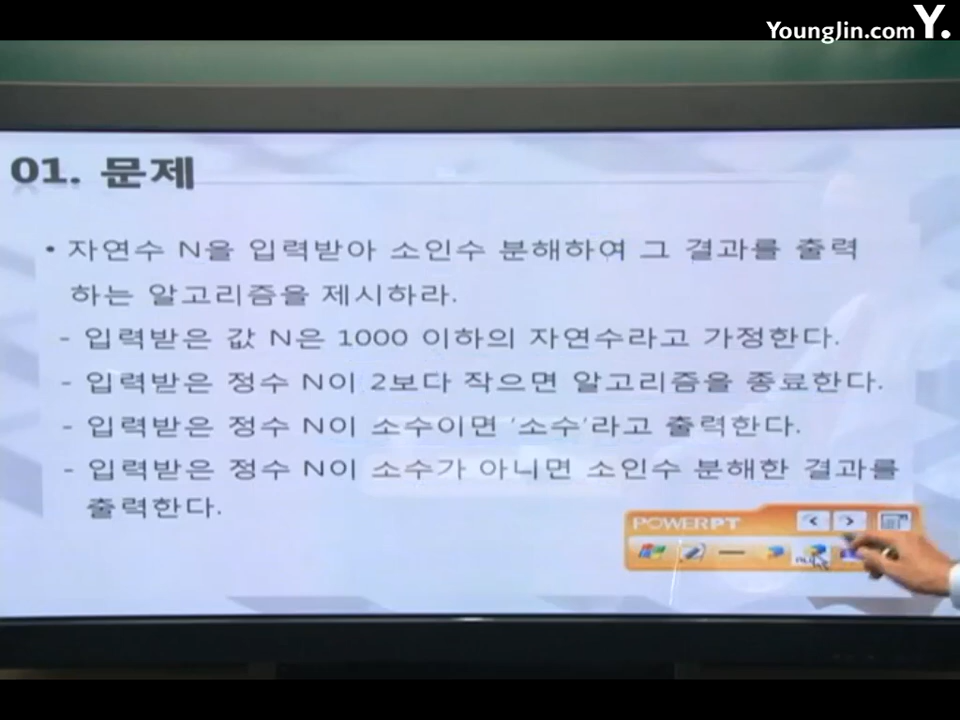 YoungJin.com Y.
01. 문제
• 자연수 N을 입력받아 소인수 분해하여 그 결과를 출력
하는 알고리즘을 제시하라.
- 입력받은 값 N은 1000 이하의 자연수라고 가정한다.
- 입력받은 정수 N이 2보다 작으면 알고리즘을 종료한다.
- 입력받은 정수 N이 소수이면 '소수'라고 출력한다.
- 입력받은 정수 N이 소수가 아니면 소인수 분해한 결과를
출력한다.
POWERPT